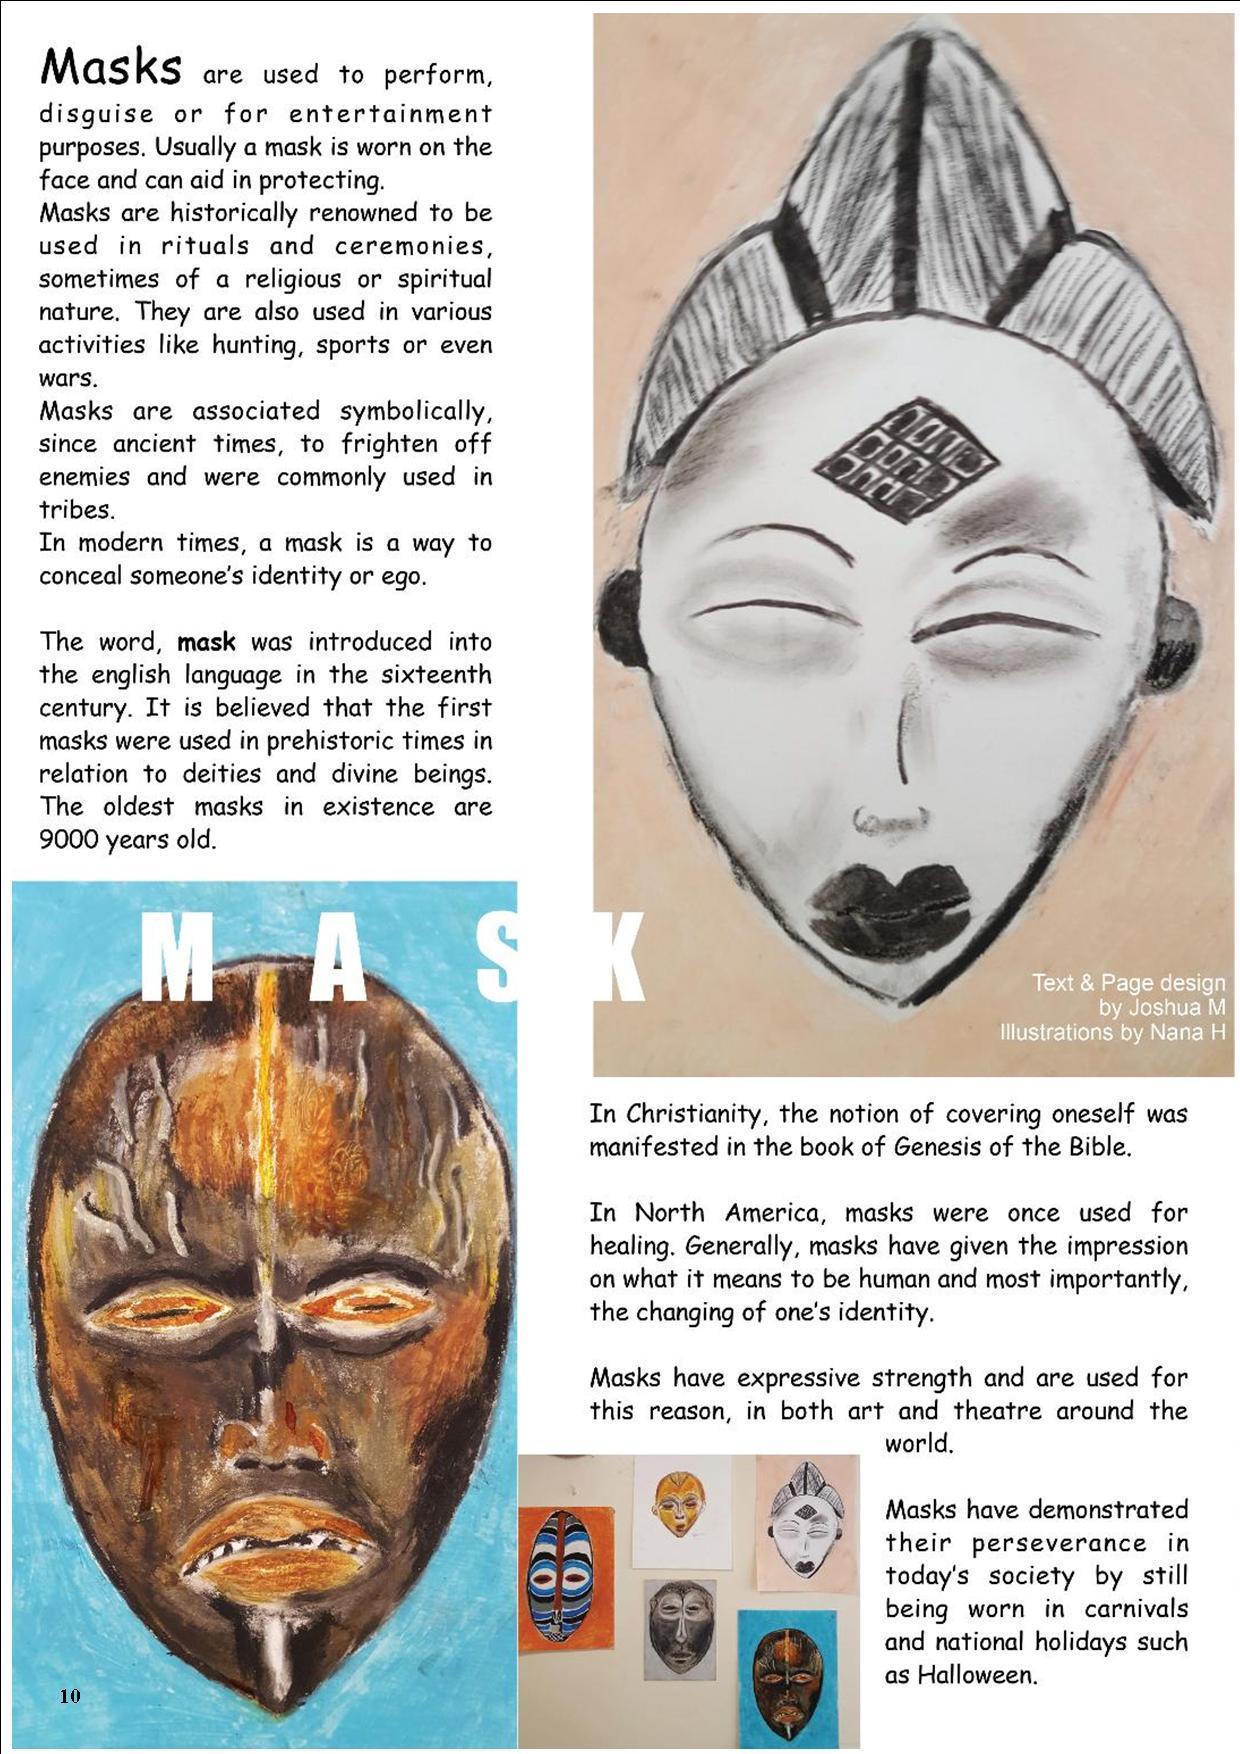 Masks are used to perform,
disguise or for entertainment
purposes. Usually a mask is worn on the
face and can aid in protecting.
Masks are historically renowned to be
used in rituals and ceremonies,
sometimes of a religious or spiritual
nature. They are also used in various
activities like hunting, sports or even
wars.
Masks are associated symbolically,
since ancient times, to frighten off
enemies and were commonly used in
tribes.
In modern times, a mask is a way to
conceal someone's identity or ego.
The word, mask was introduced into
the english language in the sixteenth
century. It is believed that the first
masks were used in prehistoric times in
relation to deities and divine beings.
The oldest masks in existence are
9000 years old.
MASK
Text & Page design
by Joshua M
Illustrations by Nana H
In Christianity, the notion of covering oneself was
manifested in the book of Genesis of the Bible.
In North America, masks were once used for
healing. Generally, masks have given the impression
on what it means to be human and most importantly,
the changing of one's identity.
Masks have expressive strength and are used for
this reason, in both art and theatre around the
world.
Masks have demonstrated
their perseverance in
today's society by still
being worn in carnivals
and national holidays such
as Halloween.
10